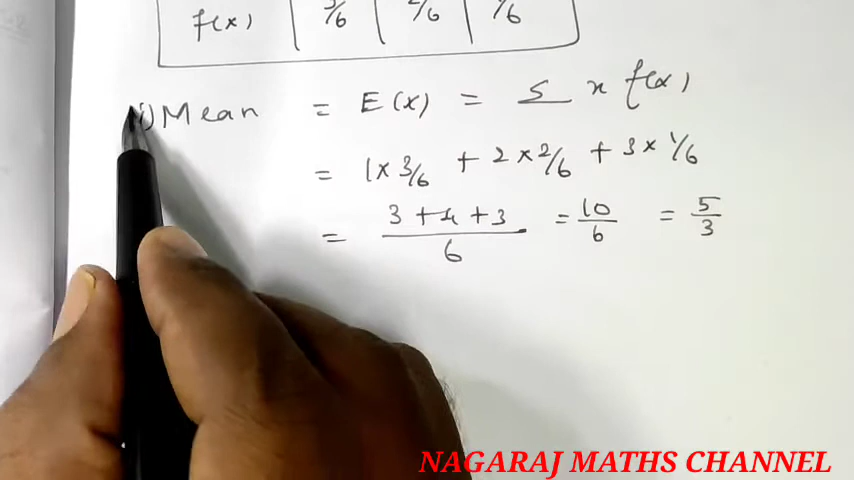 f(x) 3/6 2/6 1/6
i) Mean = E(x) = Σ x f(x)
= 1 × 3/6 + 2 × 2/6 + 3 × 1/6
= 3 + 4 + 3 / 6 = 10/6 = 5/3
NAGARAJ MATHS CHANNEL